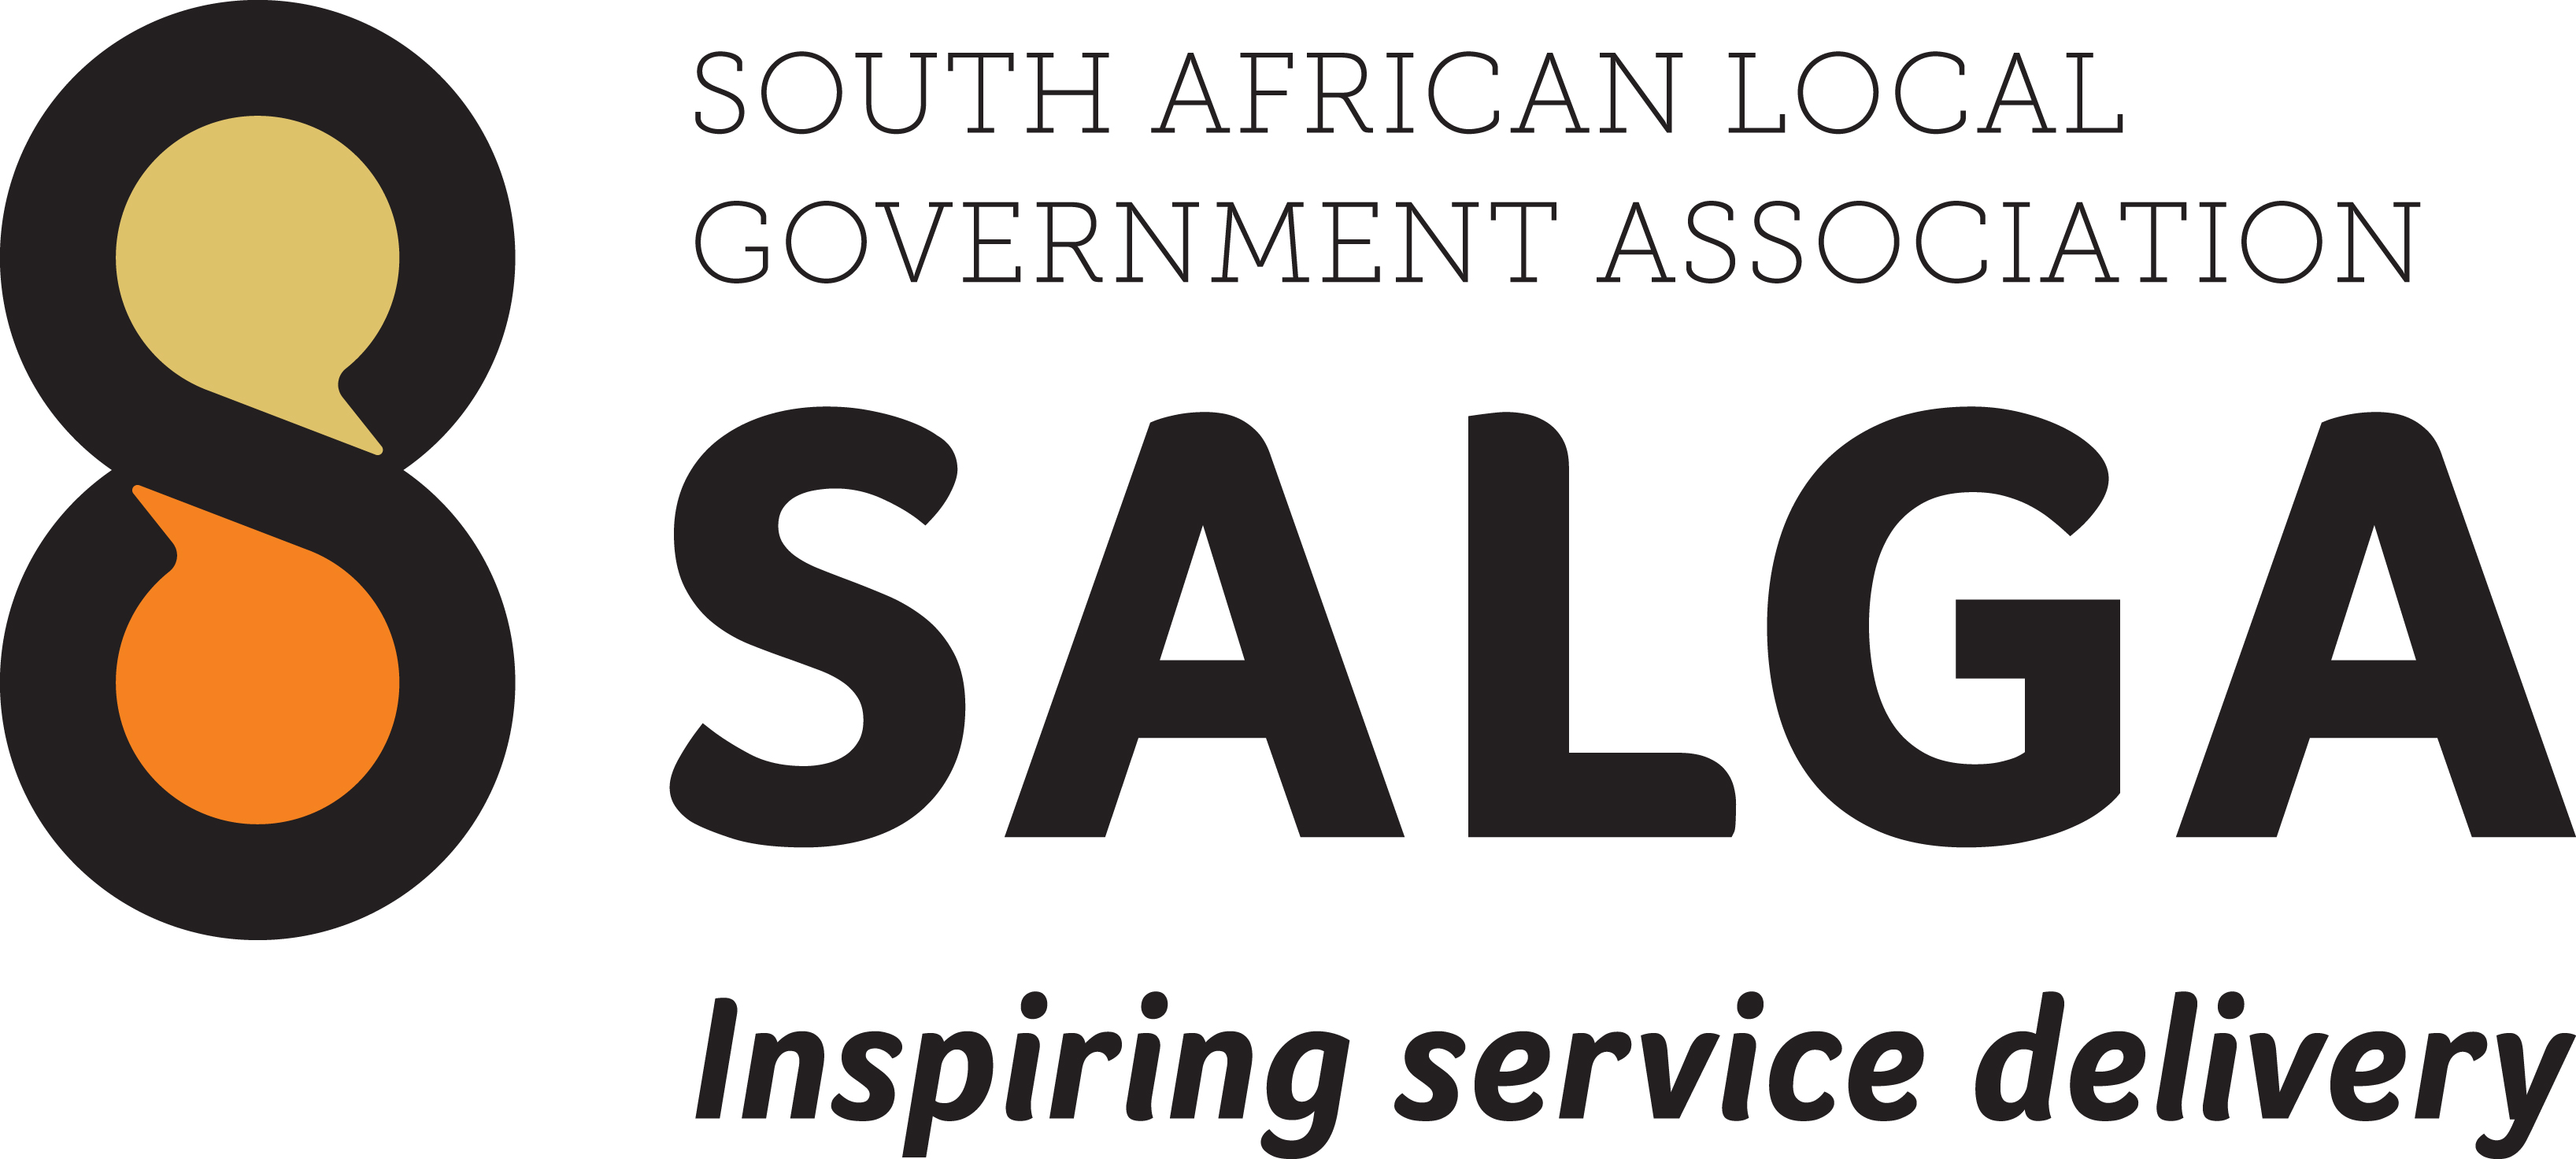 SOUTH AFRICAN LOCAL
GOVERNMENT ASSOCIATION
SALGA
Inspiring service delivery